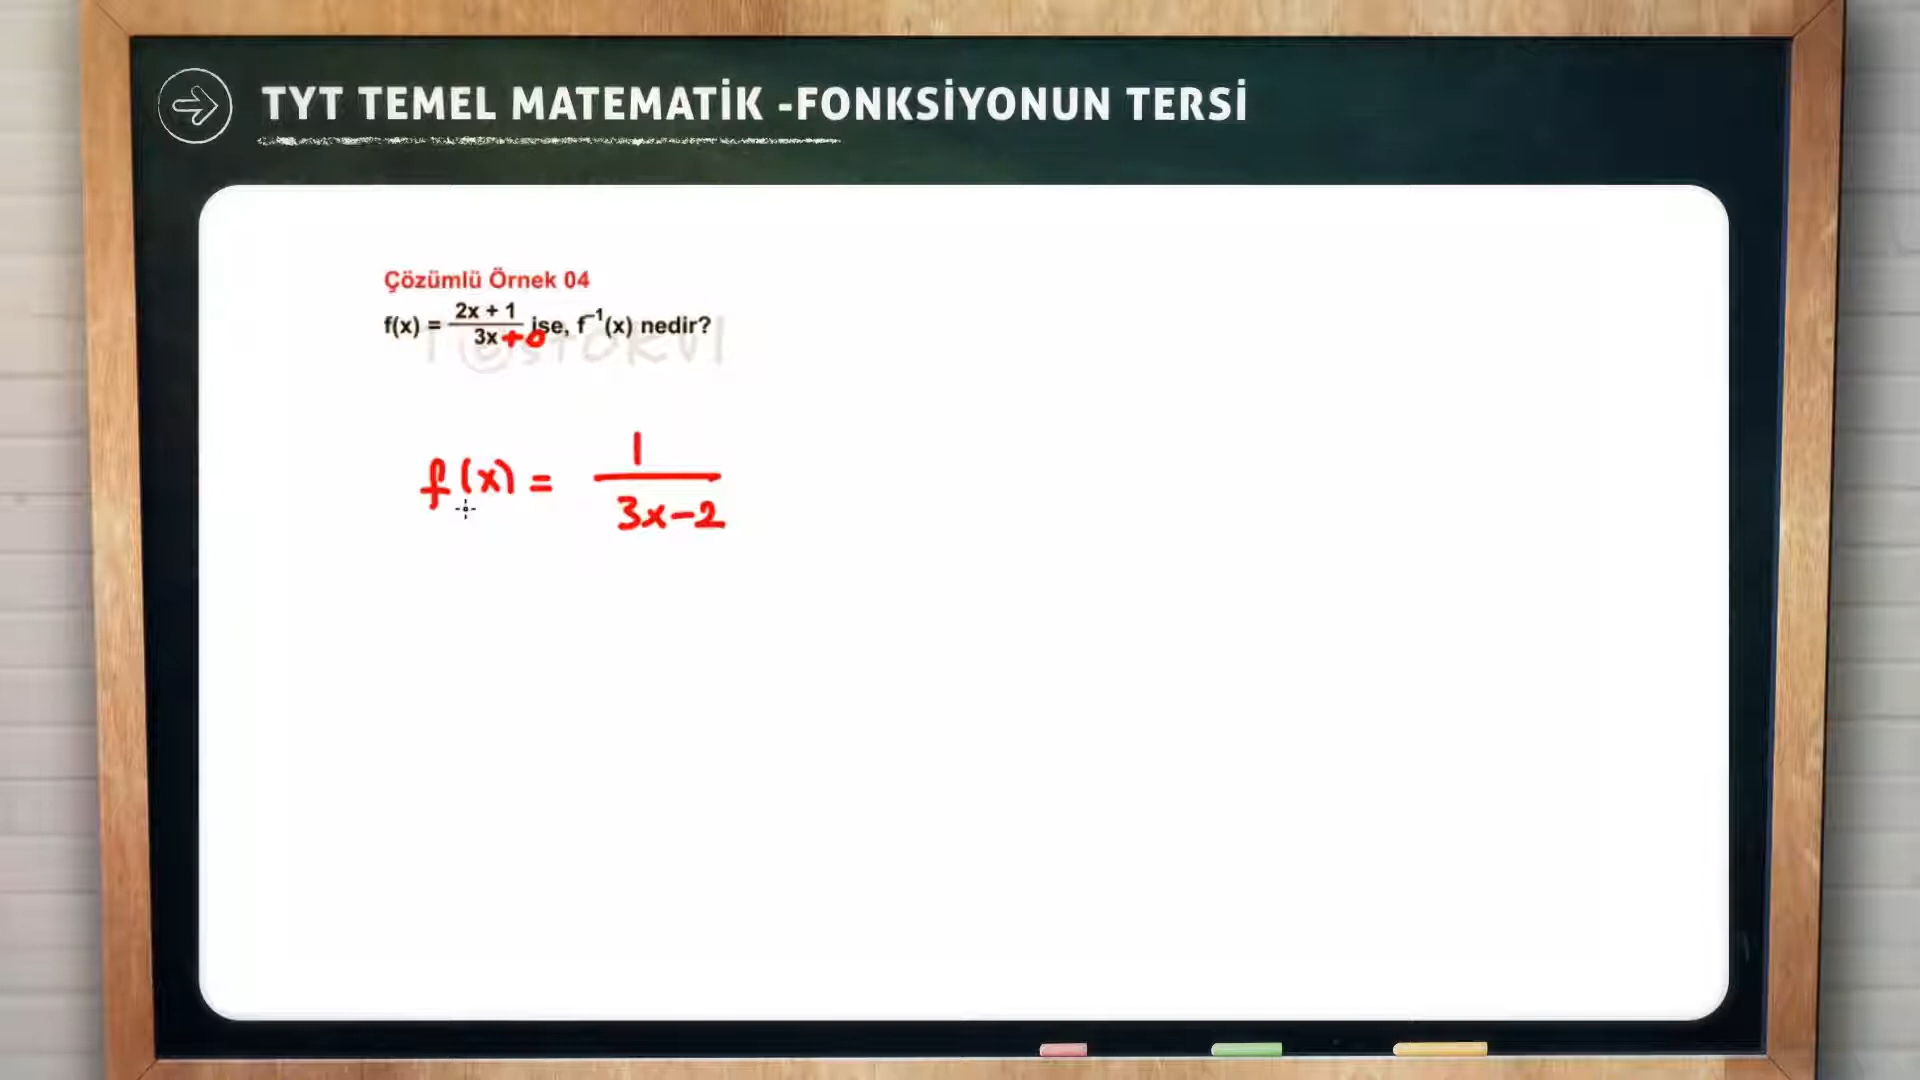 TYT TEMEL MATEMATİK -FONKSİYONUN TERSİ
Çözümlü Örnek 04
f(x) = (2x + 1)/(3x+0) ise, f⁻¹(x) nedir?
f(x) = 1/(3x-2)